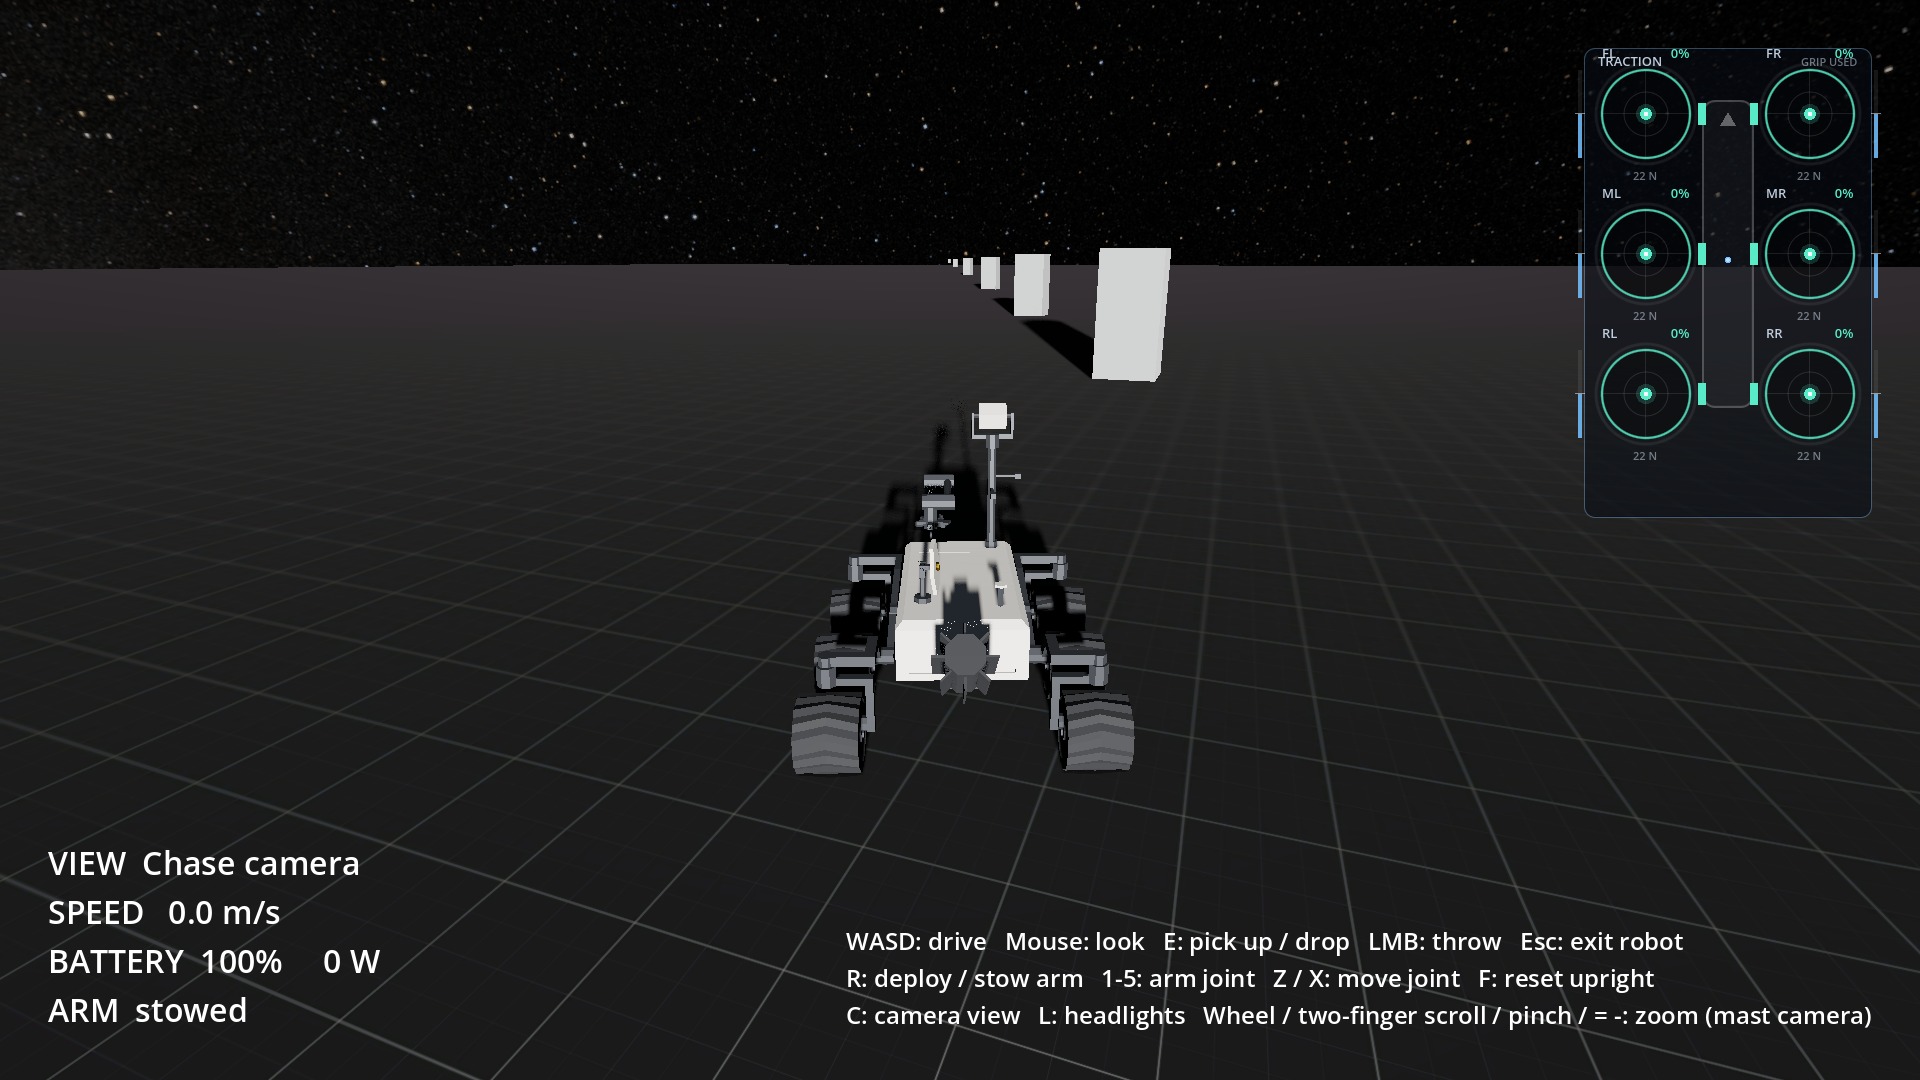 FL 0% FR 0%
TRACTION GRIP USED
22 N 22 N
ML 0% MR 0%
22 N 22 N
RL 0% RR 0%
22 N 22 N
VIEW Chase camera
SPEED 0.0 m/s
BATTERY 100% 0 W
ARM stowed
WASD: drive Mouse: look E: pick up / drop LMB: throw Esc: exit robot
R: deploy / stow arm 1-5: arm joint Z / X: move joint F: reset upright
C: camera view L: headlights Wheel / two-finger scroll / pinch / = -: zoom (mast camera)